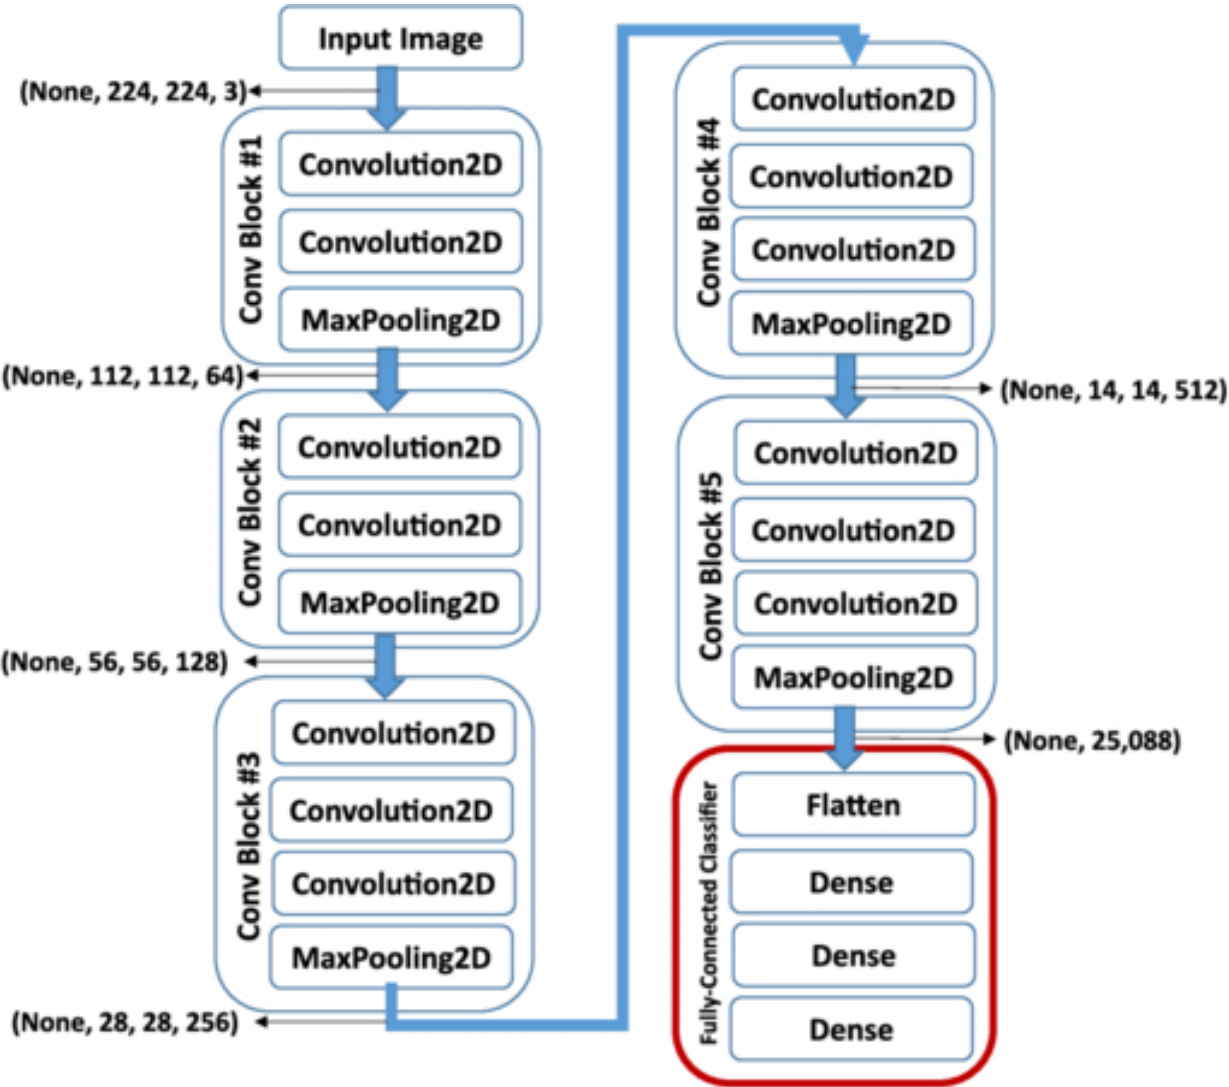 Input Image
(None, 224, 224, 3)
Conv Block #1
Convolution2D
Convolution2D
MaxPooling2D
(None, 112, 112, 64)
Conv Block #2
Convolution2D
Convolution2D
MaxPooling2D
(None, 56, 56, 128)
Conv Block #3
Convolution2D
Convolution2D
Convolution2D
MaxPooling2D
(None, 28, 28, 256)
Conv Block #4
Convolution2D
Convolution2D
Convolution2D
MaxPooling2D
(None, 14, 14, 512)
Conv Block #5
Convolution2D
Convolution2D
Convolution2D
MaxPooling2D
(None, 25,088)
Fully-Connected Classifier
Flatten
Dense
Dense
Dense